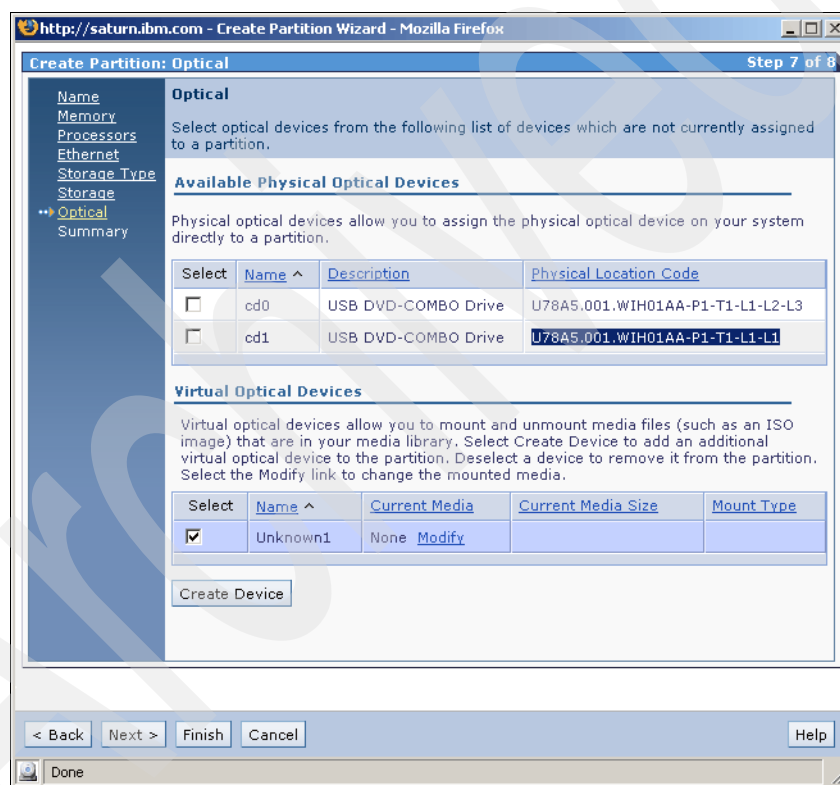 http://saturn.ibm.com - Create Partition Wizard - Mozilla Firefox
Create Partition: Optical Step 7 of 8
Name
Memory
Processors
Ethernet
Storage Type
Storage
Optical
Summary
Optical
Select optical devices from the following list of devices which are not currently assigned
to a partition.
Available Physical Optical Devices
Physical optical devices allow you to assign the physical optical device on your system
directly to a partition.
Select Name ^ Description Physical Location Code
cd0 USB DVD-COMBO Drive U78A5.001.WIH01AA-P1-T1-L1-L2-L3
cd1 USB DVD-COMBO Drive U78A5.001.WIH01AA-P1-T1-L1-L1
Virtual Optical Devices
Virtual optical devices allow you to mount and unmount media files (such as an ISO
image) that are in your media library. Select Create Device to add an additional
virtual optical device to the partition. Deselect a device to remove it from the partition.
Select the Modify link to change the mounted media.
Select Name ^ Current Media Current Media Size Mount Type
Unknown1 None Modify
Create Device
< Back Next > Finish Cancel Help
Done